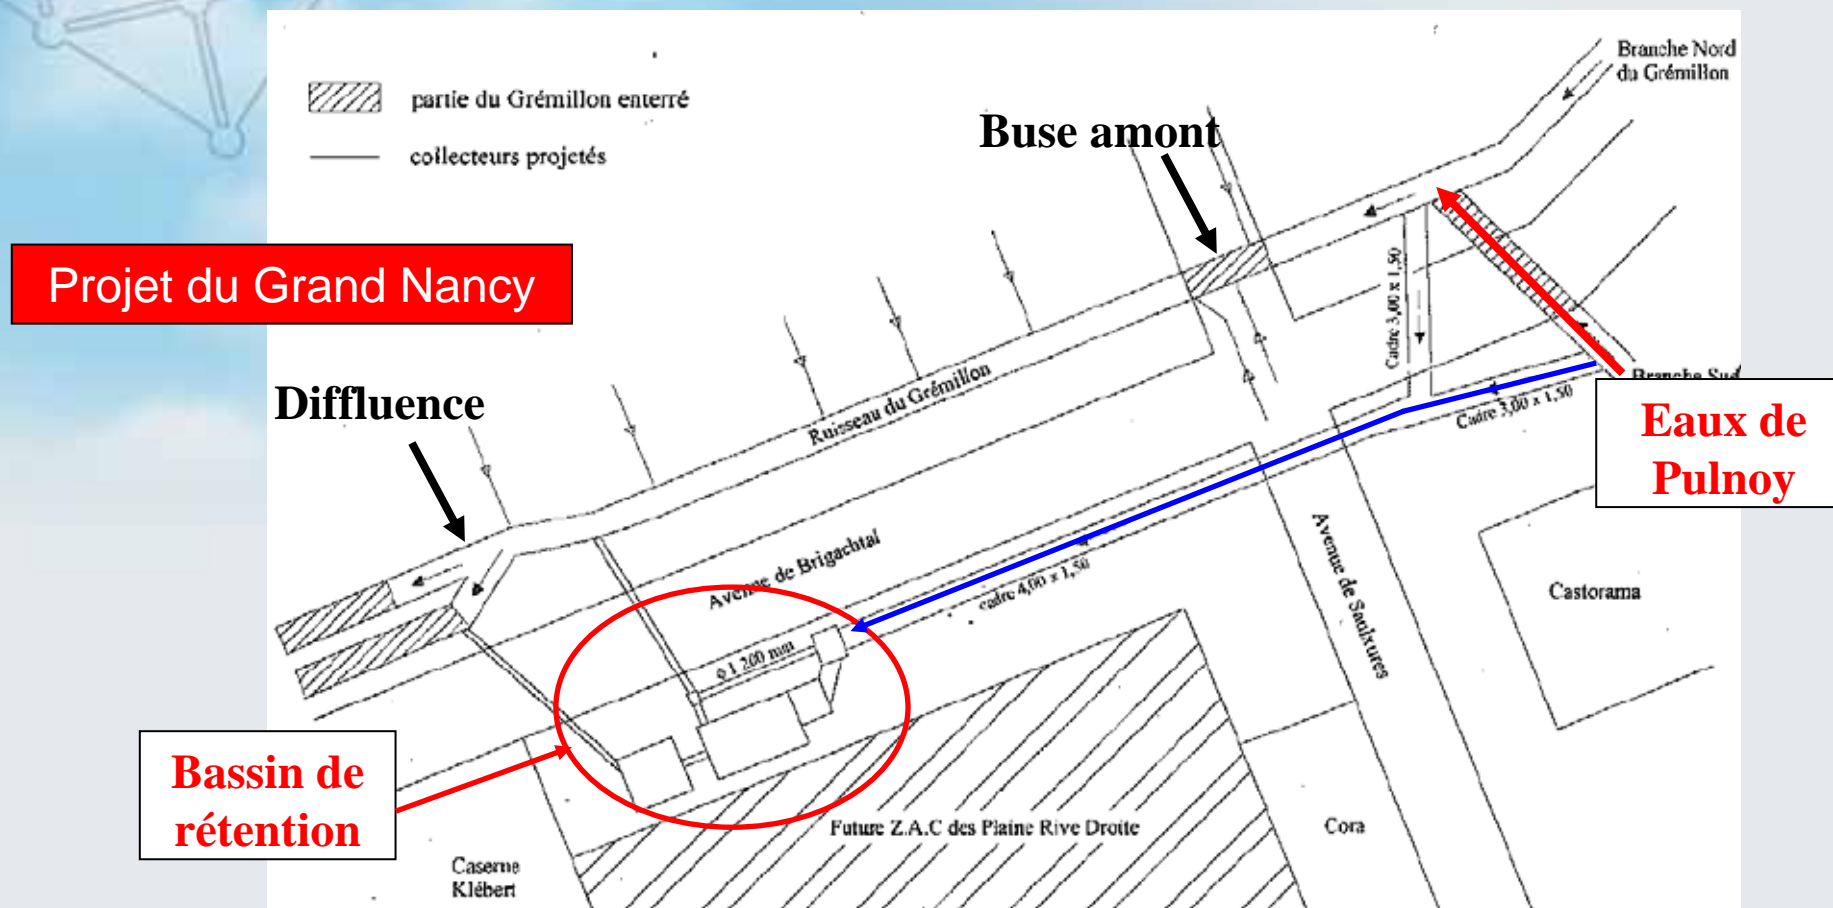 Branche Nord
du Grémillon
partie du Grémillon enterré
collecteurs projetés
Buse amont
Projet du Grand Nancy
Cadre 3,00 x 1,50
Ruisseau du Grémillon
Diffluence
Branche Sud
Cadre 3,00 x 1,50
Eaux de
Pulnoy
Avenue de Brigachtal
cadre 4,00 x 1,50
Avenue de Saulxures
Castorama
ϕ 1 200 mm
Bassin de
rétention
Future Z.A.C des Plaine Rive Droite
Cora
Caserne
Klébert